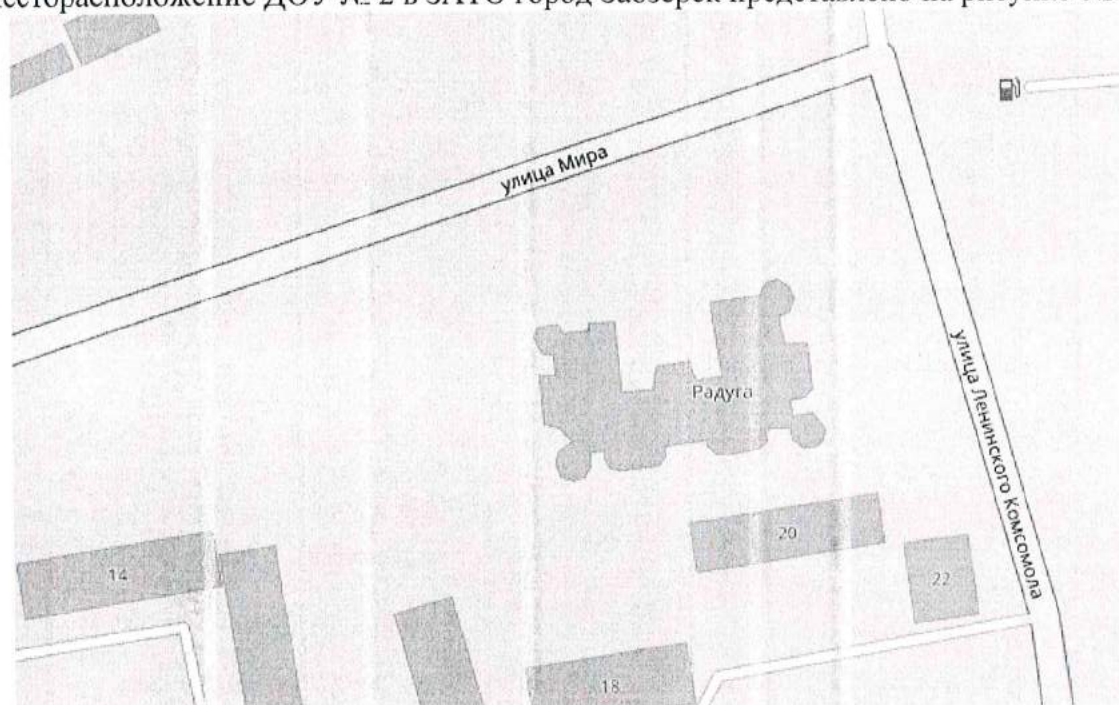 месторасположение ДОУ № 2 в ЗАТО город Заозерск представлено на рисунке
улица Мира
улица Ленинского Комсомола
Радуга
20
14
22
18